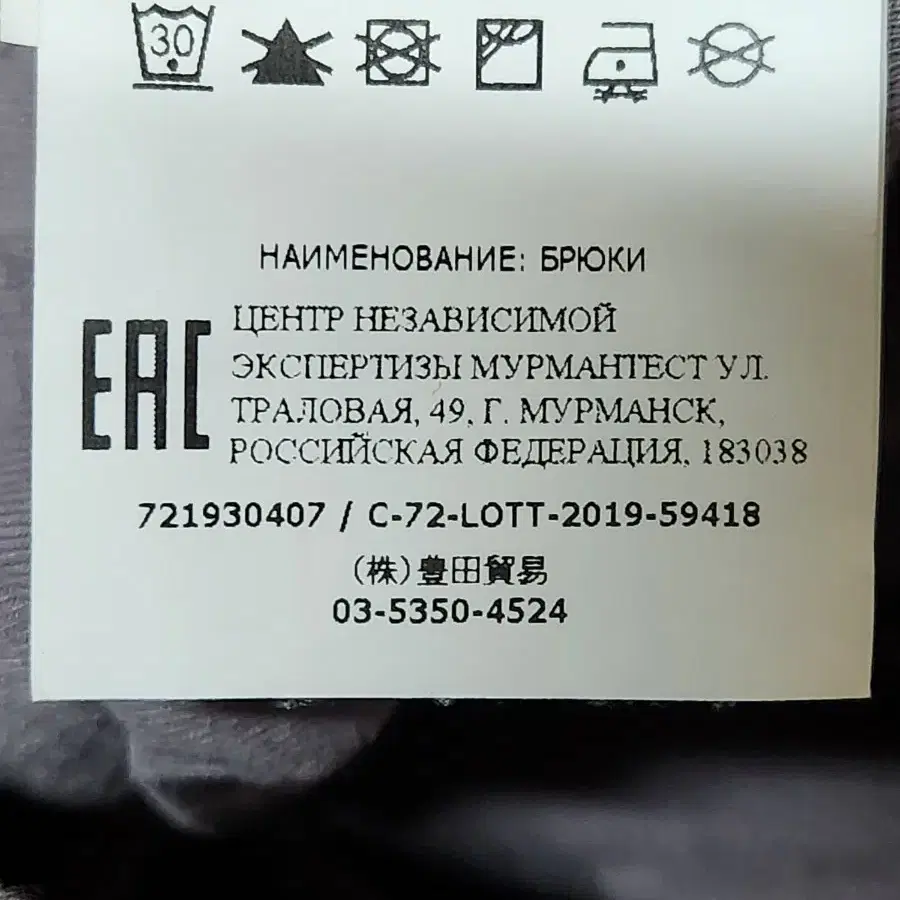 30
НАИМЕНОВАНИЕ: БРЮКИ
EAC
ЦЕНТР НЕЗАВИСИМОЙ
ЭКСПЕРТИЗЫ МУРМАНТЕСТ УЛ.
ТРАЛОВАЯ, 49, Г. МУРМАНСК,
РОССИЙСКАЯ ФЕДЕРАЦИЯ, 183038
721930407 / C-72-LOTT-2019-59418
(株)豊田貿易
03-5350-4524